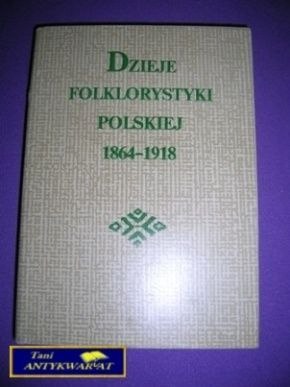 DZIEJE
FOLKLORYSTYKI
POLSKIEJ
1864-1918
Tani
ANTYKWARIAT